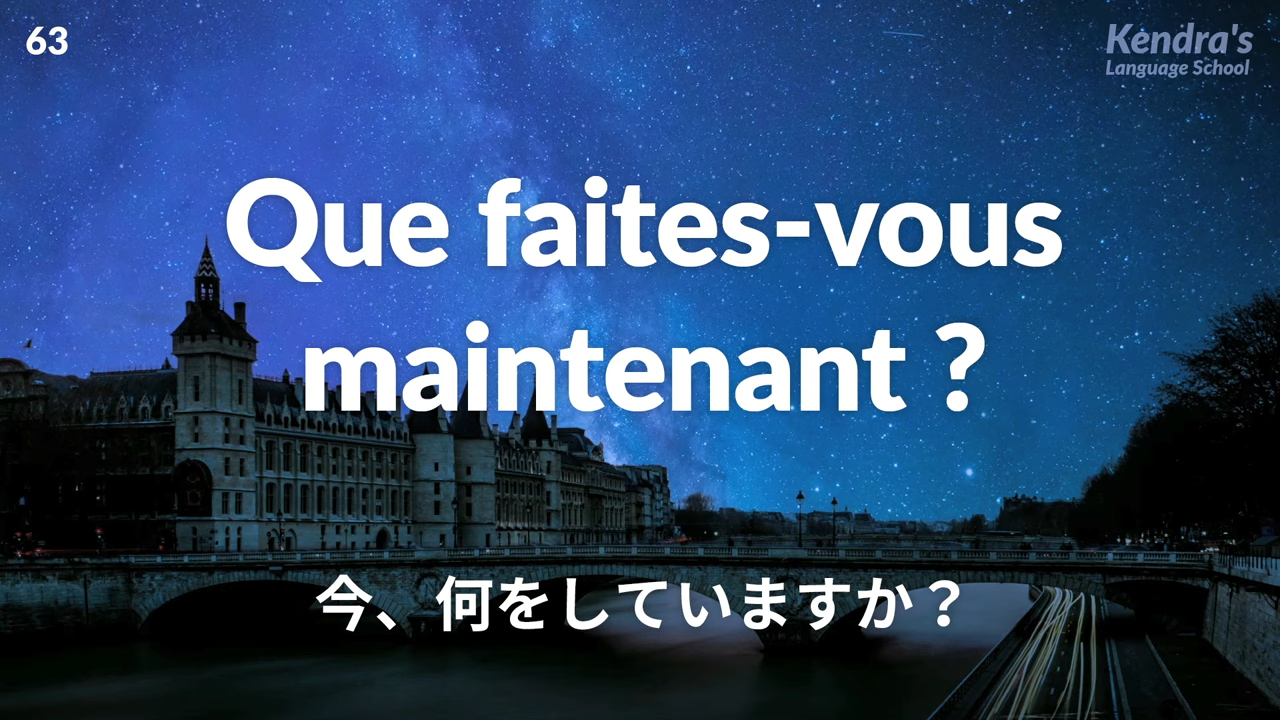 63
Kendra's
Language School
Que faites-vous
maintenant ?
今、何をしていますか？